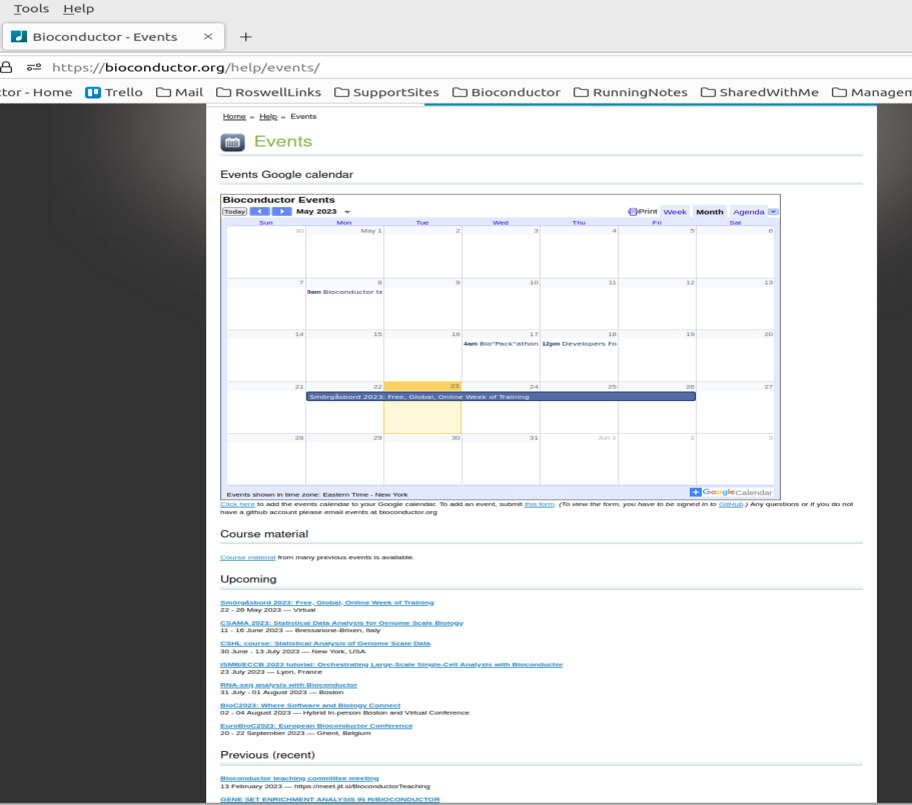 Tools Help
Bioconductor - Events
https://bioconductor.org/help/events/
tor - Home Trello Mail RoswellLinks SupportSites Bioconductor RunningNotes SharedWithMe Managem
Home » Help » Events
Events
Events Google calendar
Bioconductor Events
Today May 2023 Print Week Month Agenda
Sun Mon Tue Wed Thu Fri Sat
30 May 1 2 3 4 5 6
7 8 9 10 11 12 13
9am Bioconductor te
14 15 16 17 18 19 20
4am Bio"Pack"athon 12pm Developers Fo
21 22 23 24 25 26 27
Smörgåsbord 2023: Free, Global, Online Week of Training
28 29 30 31 Jun 1 2 3
Events shown in time zone: Eastern Time - New York
Google Calendar
Click here to add the events calendar to your Google calendar. To add an event, submit this form. (To view the form, you have to be signed in to GitHub.) Any questions or if you do not
have a github account please email events at bioconductor.org
Course material
Course material from many previous events is available.
Upcoming
Smörgåsbord 2023: Free, Global, Online Week of Training
22 - 26 May 2023 — Virtual
CSAMA 2023: Statistical Data Analysis for Genome Scale Biology
11 - 16 June 2023 — Bressanone-Brixen, Italy
CSHL course: Statistical Analysis of Genome Scale Data
30 June - 13 July 2023 — New York, USA
ISMB/ECCB 2023 tutorial: Orchestrating Large-Scale Single-Cell Analysis with Bioconductor
23 July 2023 — Lyon, France
RNA-seq analysis with Bioconductor
31 July - 01 August 2023 — Boston
BioC2023: Where Software and Biology Connect
02 - 04 August 2023 — Hybrid In-person Boston and Virtual Conference
EuroBioC2023: European Bioconductor Conference
20 - 22 September 2023 — Ghent, Belgium
Previous (recent)
Bioconductor teaching committee meeting
13 February 2023 — https://meet.jit.si/BioconductorTeaching
GENE SET ENRICHMENT ANALYSIS IN R/BIOCONDUCTOR